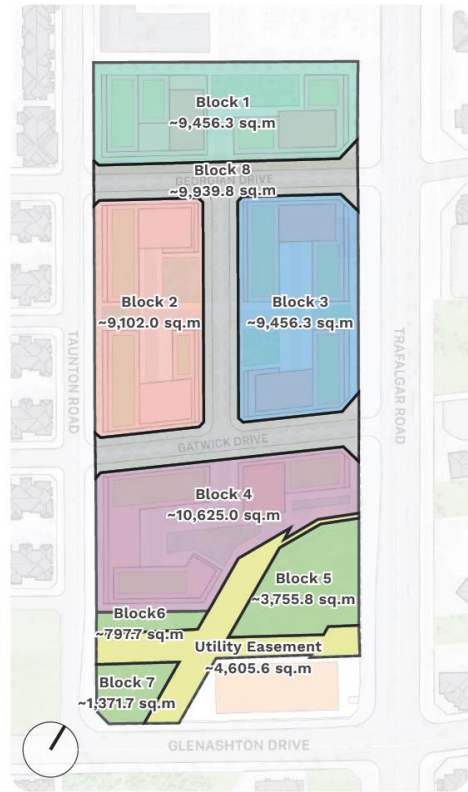 Block 1
~9,456.3 sq.m
Block 8
GEORGIAN DRIVE
~9,939.8 sq.m
Block 2
~9,102.0 sq.m
Block 3
~9,456.3 sq.m
TAUNTON ROAD
TRAFALGAR ROAD
GATWICK DRIVE
Block 4
~10,625.0 sq.m
Block 5
~3,755.8 sq.m
Block6
~797.7 sq.m
Utility Easement
~4,605.6 sq.m
Block 7
~1,371.7 sq.m
GLENASHTON DRIVE